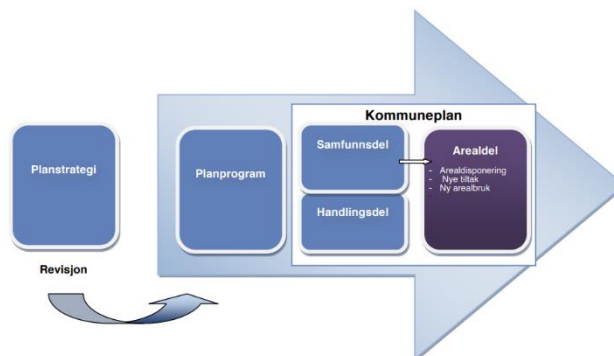 Kommuneplan
Planstrategi
Planprogram
Samfunnsdel
Handlingsdel
Arealdel
- Arealdisponering
- Nye tiltak
- Ny arealbruk
Revisjon